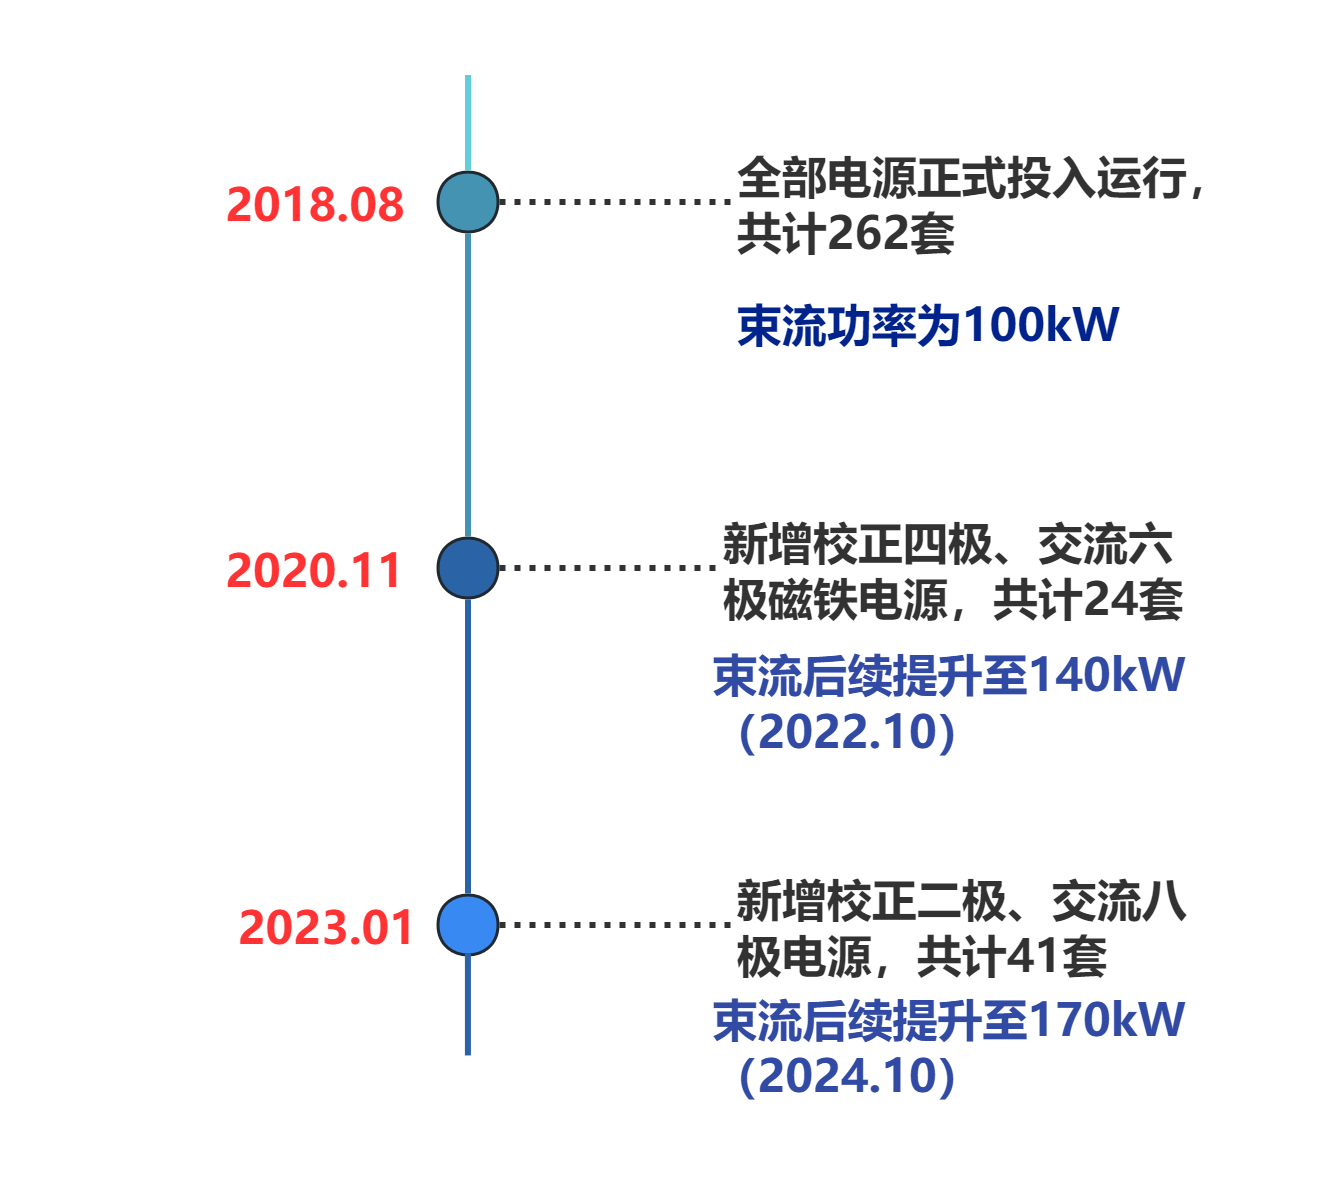 2018.08
全部电源正式投入运行，
共计262套
束流功率为100kW
2020.11
新增校正四极、交流六
极磁铁电源，共计24套
束流后续提升至140kW
（2022.10）
2023.01
新增校正二极、交流八
极电源，共计41套
束流后续提升至170kW
（2024.10）